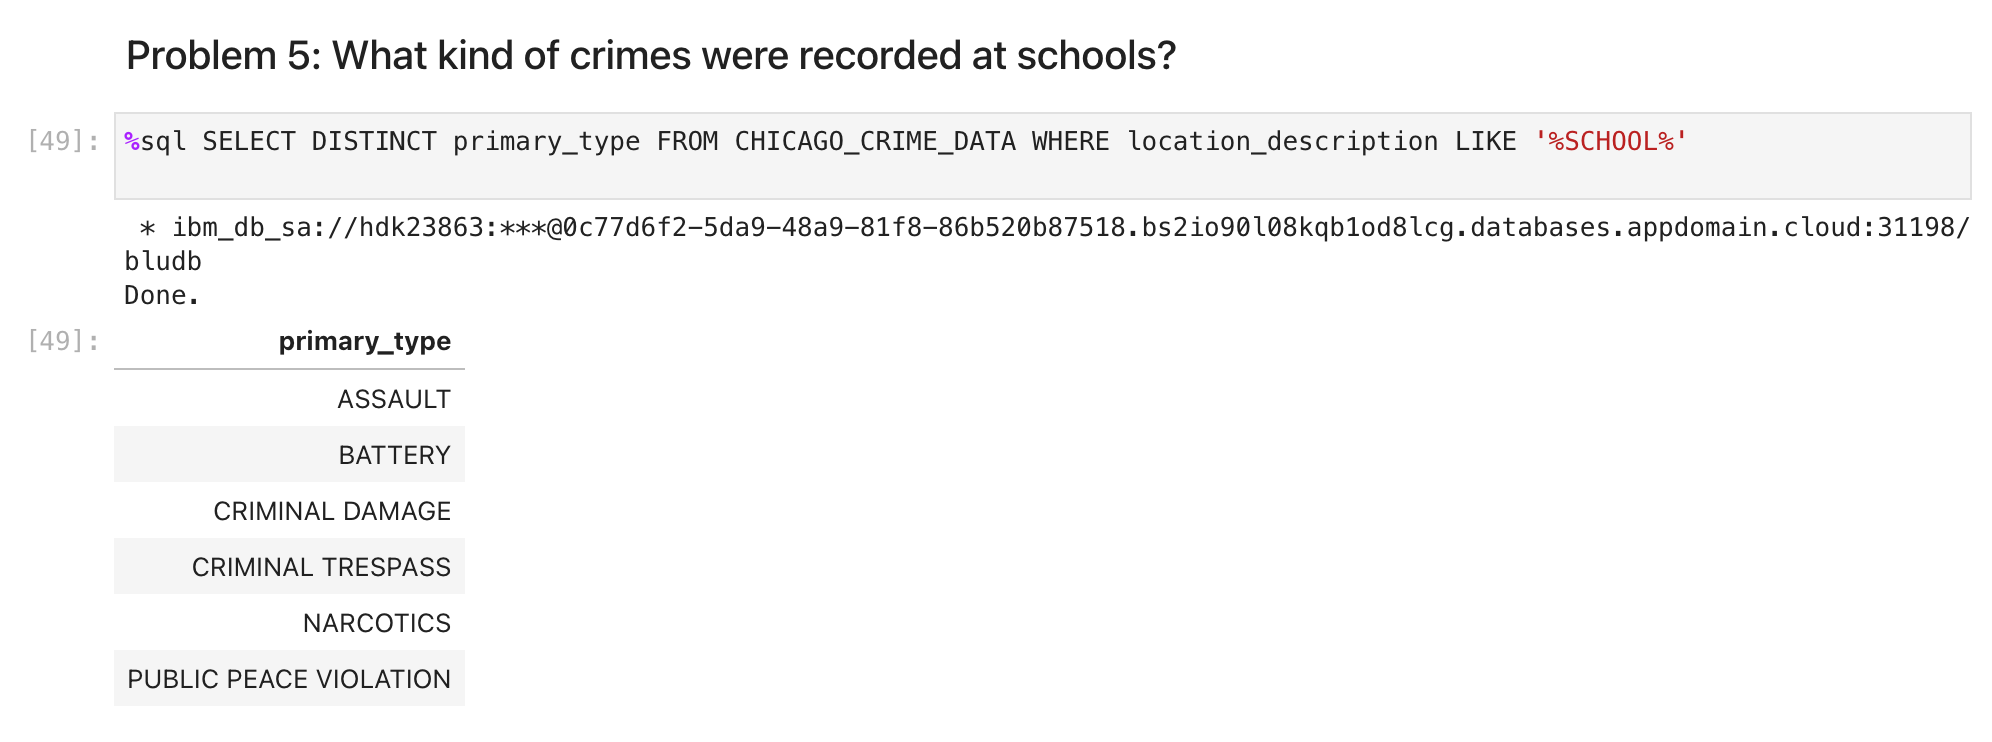 Problem 5: What kind of crimes were recorded at schools?
[49]: %sql SELECT DISTINCT primary_type FROM CHICAGO_CRIME_DATA WHERE location_description LIKE '%SCHOOL%'
* ibm_db_sa://hdk23863:***@0c77d6f2-5da9-48a9-81f8-86b520b87518.bs2io90l08kqb1od8lcg.databases.appdomain.cloud:31198/
bludb
Done.
[49]: primary_type
ASSAULT
BATTERY
CRIMINAL DAMAGE
CRIMINAL TRESPASS
NARCOTICS
PUBLIC PEACE VIOLATION